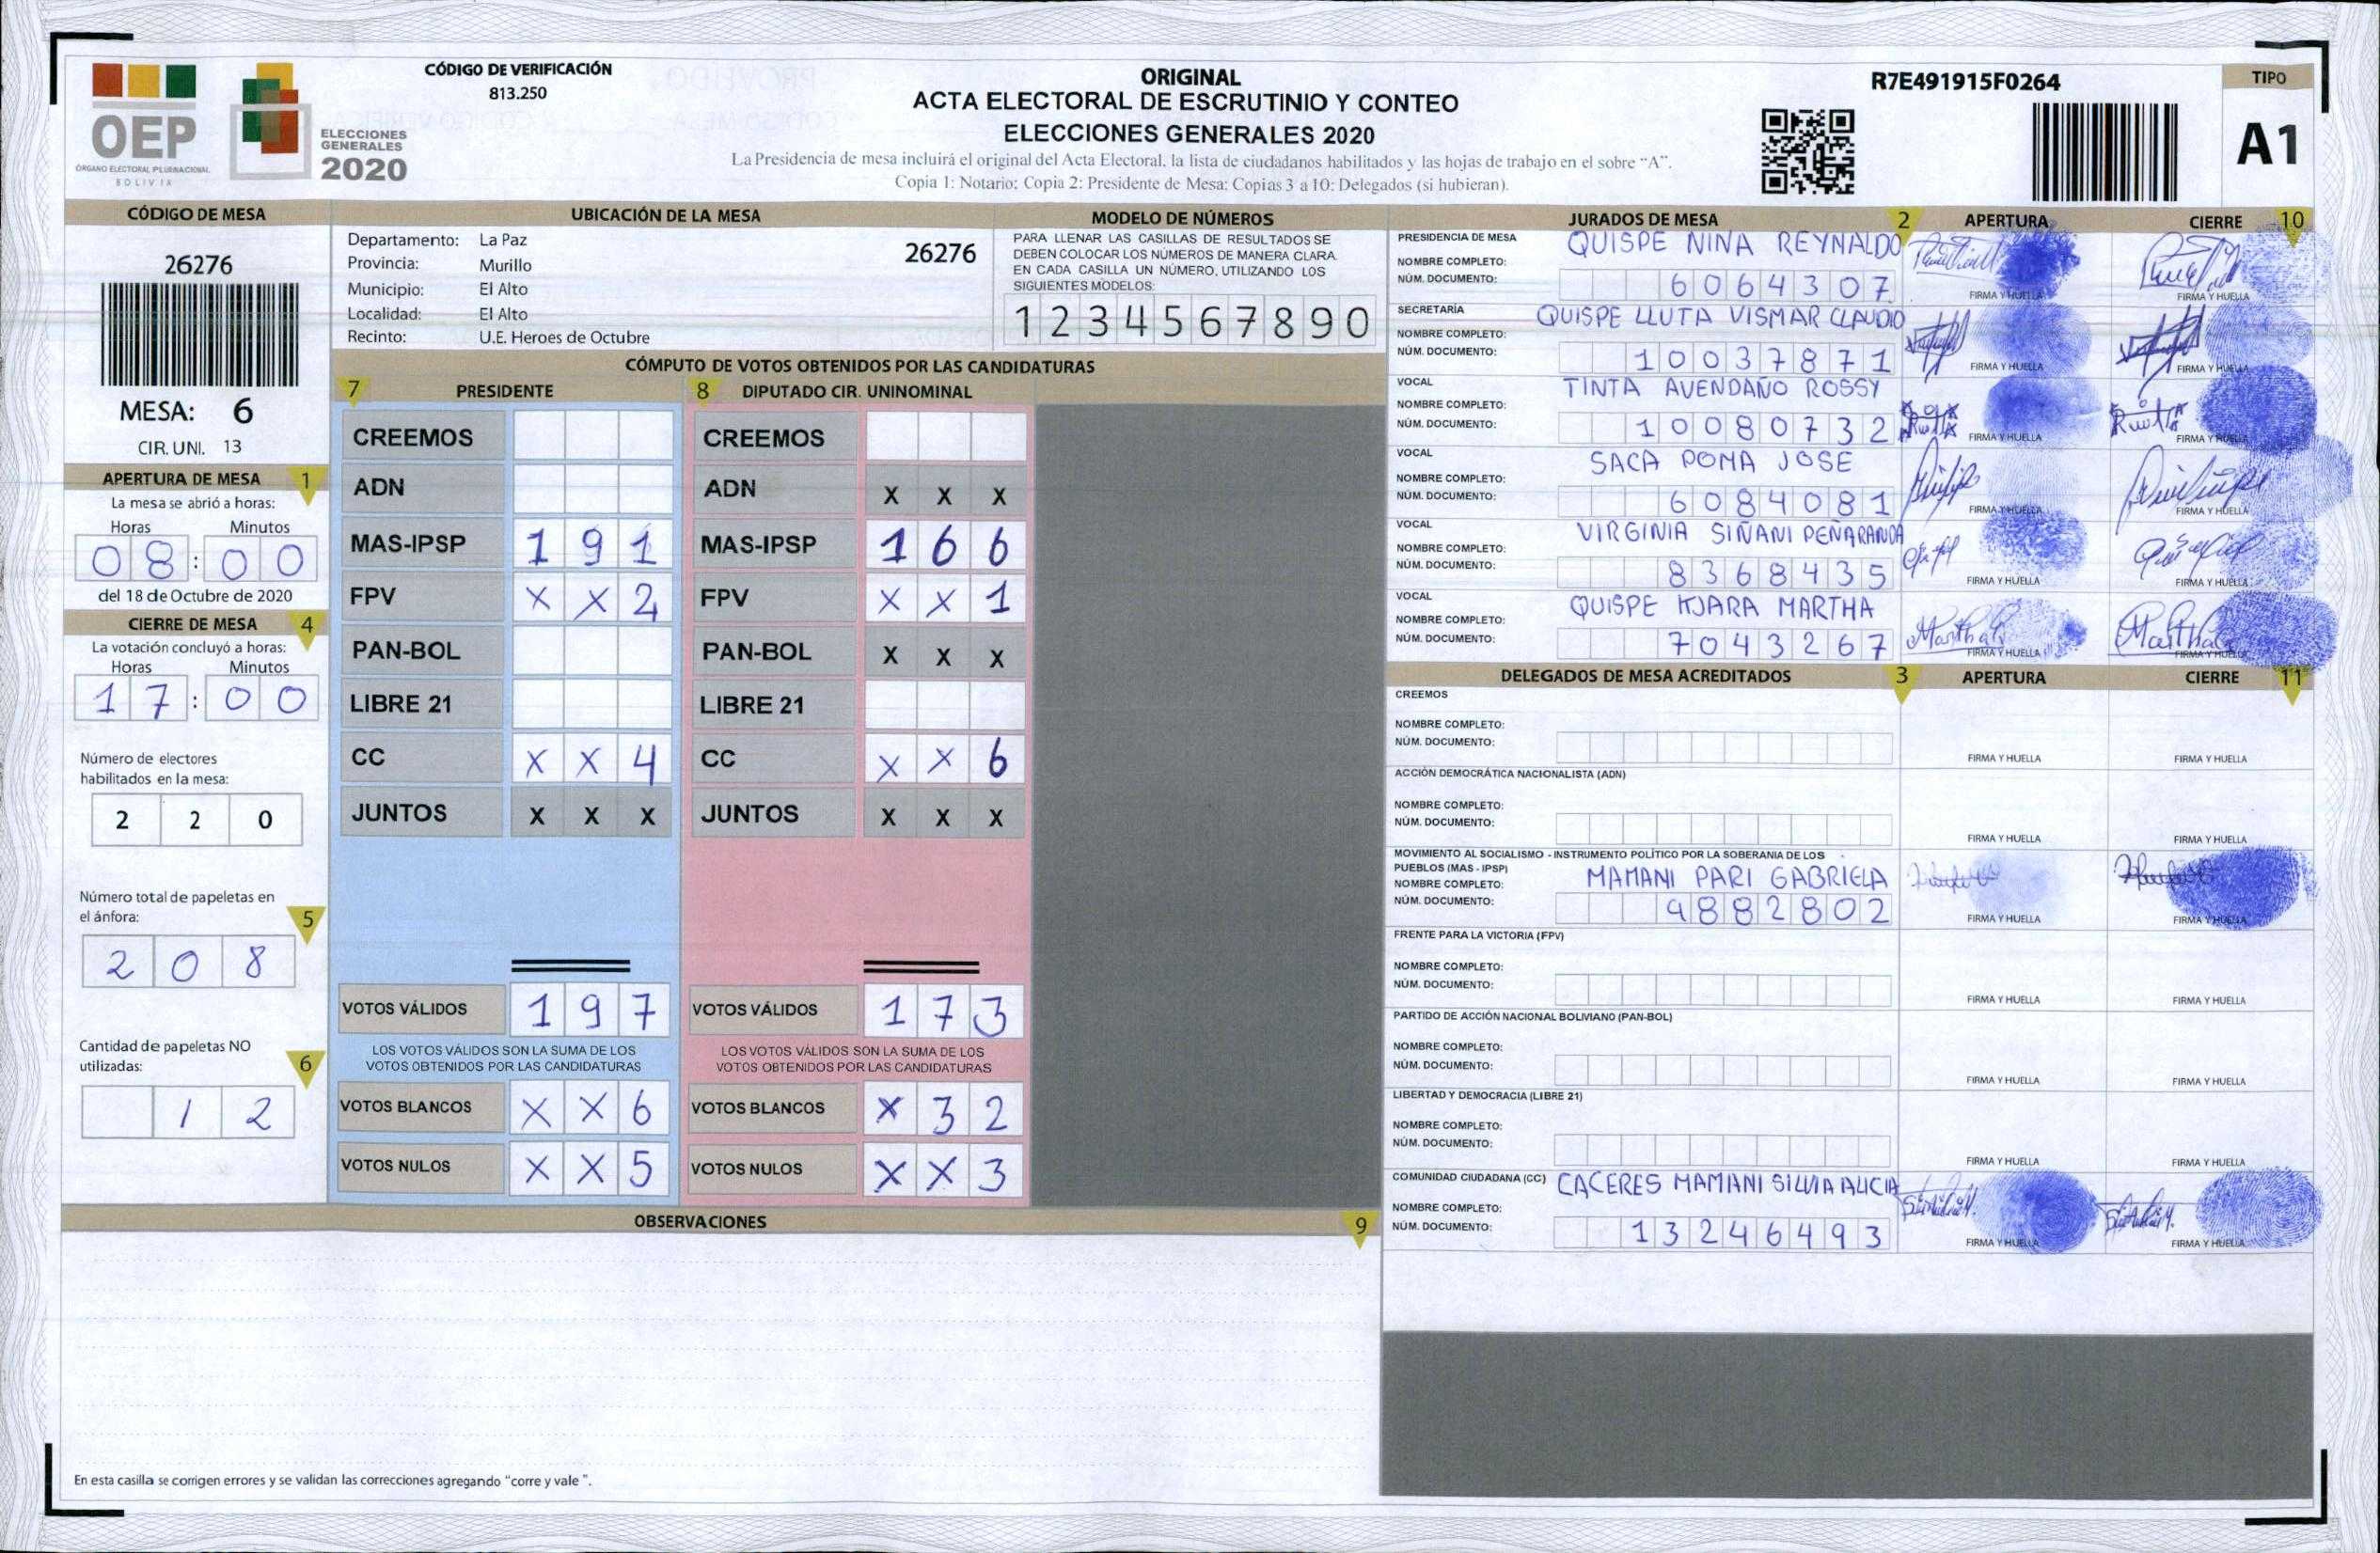 OEP
ÓRGANO ELECTORAL PLURINACIONAL
BOLIVIA
ELECCIONES
GENERALES
2020
CÓDIGO DE VERIFICACIÓN
813.250
ORIGINAL
ACTA ELECTORAL DE ESCRUTINIO Y CONTEO
ELECCIONES GENERALES 2020
La Presidencia de mesa incluirá el original del Acta Electoral, la lista de ciudadanos habilitados y las hojas de trabajo en el sobre "A".
Copia 1: Notario; Copia 2: Presidente de Mesa; Copias 3 a 10: Delegados (si hubieran).
R7E491915F0264
TIPO
A1
CÓDIGO DE MESA
26276
MESA: 6
CIR. UNI. 13
APERTURA DE MESA 1
La mesa se abrió a horas:
Horas Minutos
08:00
del 18 de Octubre de 2020
CIERRE DE MESA 4
La votación concluyó a horas:
Horas Minutos
17:00
Número de electores
habilitados en la mesa:
2 2 0
Número total de papeletas en
el ánfora: 5
2 0 8
Cantidad de papeletas NO
utilizadas: 6
1 2
UBICACIÓN DE LA MESA
Departamento: La Paz 26276
Provincia: Murillo
Municipio: El Alto
Localidad: El Alto
Recinto: U.E. Heroes de Octubre
MODELO DE NÚMEROS
PARA LLENAR LAS CASILLAS DE RESULTADOS SE
DEBEN COLOCAR LOS NÚMEROS DE MANERA CLARA.
EN CADA CASILLA UN NÚMERO, UTILIZANDO LOS
SIGUIENTES MODELOS:
1 2 3 4 5 6 7 8 9 0
CÓMPUTO DE VOTOS OBTENIDOS POR LAS CANDIDATURAS
7 PRESIDENTE 8 DIPUTADO CIR. UNINOMINAL
CREEMOS CREEMOS
ADN ADN X X X
MAS-IPSP 1 9 1 MAS-IPSP 1 6 6
FPV X X 2 FPV X X 1
PAN-BOL PAN-BOL X X X
LIBRE 21 LIBRE 21
CC X X 4 CC X X 6
JUNTOS X X X JUNTOS X X X
VOTOS VÁLIDOS 1 9 7 VOTOS VÁLIDOS 1 7 3
LOS VOTOS VÁLIDOS SON LA SUMA DE LOS LOS VOTOS VÁLIDOS SON LA SUMA DE LOS
VOTOS OBTENIDOS POR LAS CANDIDATURAS VOTOS OBTENIDOS POR LAS CANDIDATURAS
VOTOS BLANCOS X X 6 VOTOS BLANCOS X 3 2
VOTOS NULOS X X 5 VOTOS NULOS X X 3
OBSERVACIONES 9
En esta casilla se corrigen errores y se validan las correcciones agregando "corre y vale ".
JURADOS DE MESA 2 APERTURA CIERRE 10
PRESIDENCIA DE MESA QUISPE NINA REYNALDO
NOMBRE COMPLETO:
NÚM. DOCUMENTO: 6064307 FIRMA Y HUELLA FIRMA Y HUELLA
SECRETARÍA QUISPE LLUTA VISMAR CLAUDIO
NOMBRE COMPLETO:
NÚM. DOCUMENTO: 10037871 FIRMA Y HUELLA FIRMA Y HUELLA
VOCAL TINTA AVENDAÑO ROSSY
NOMBRE COMPLETO:
NÚM. DOCUMENTO: 10080732 FIRMA Y HUELLA FIRMA Y HUELLA
VOCAL SACA POMA JOSE
NOMBRE COMPLETO:
NÚM. DOCUMENTO: 6084081 FIRMA Y HUELLA FIRMA Y HUELLA
VOCAL VIRGINIA SIÑANI PEÑARANDA
NOMBRE COMPLETO:
NÚM. DOCUMENTO: 8368435 FIRMA Y HUELLA FIRMA Y HUELLA
VOCAL QUISPE KJARA MARTHA
NOMBRE COMPLETO:
NÚM. DOCUMENTO: 7043267 FIRMA Y HUELLA FIRMA Y HUELLA
DELEGADOS DE MESA ACREDITADOS 3 APERTURA CIERRE 11
CREEMOS
NOMBRE COMPLETO:
NÚM. DOCUMENTO: FIRMA Y HUELLA FIRMA Y HUELLA
ACCIÓN DEMOCRÁTICA NACIONALISTA (ADN)
NOMBRE COMPLETO:
NÚM. DOCUMENTO: FIRMA Y HUELLA FIRMA Y HUELLA
MOVIMIENTO AL SOCIALISMO - INSTRUMENTO POLÍTICO POR LA SOBERANIA DE LOS
PUEBLOS (MAS - IPSP) MAMANI PARI GABRIELA
NOMBRE COMPLETO:
NÚM. DOCUMENTO: 9882802 FIRMA Y HUELLA FIRMA Y HUELLA
FRENTE PARA LA VICTORIA (FPV)
NOMBRE COMPLETO:
NÚM. DOCUMENTO: FIRMA Y HUELLA FIRMA Y HUELLA
PARTIDO DE ACCIÓN NACIONAL BOLIVIANO (PAN-BOL)
NOMBRE COMPLETO:
NÚM. DOCUMENTO: FIRMA Y HUELLA FIRMA Y HUELLA
LIBERTAD Y DEMOCRACIA (LIBRE 21)
NOMBRE COMPLETO:
NÚM. DOCUMENTO: FIRMA Y HUELLA FIRMA Y HUELLA
COMUNIDAD CIUDADANA (CC) CACERES MAMANI SILVIA ALICIA
NOMBRE COMPLETO:
NÚM. DOCUMENTO: 13246493 FIRMA Y HUELLA FIRMA Y HUELLA